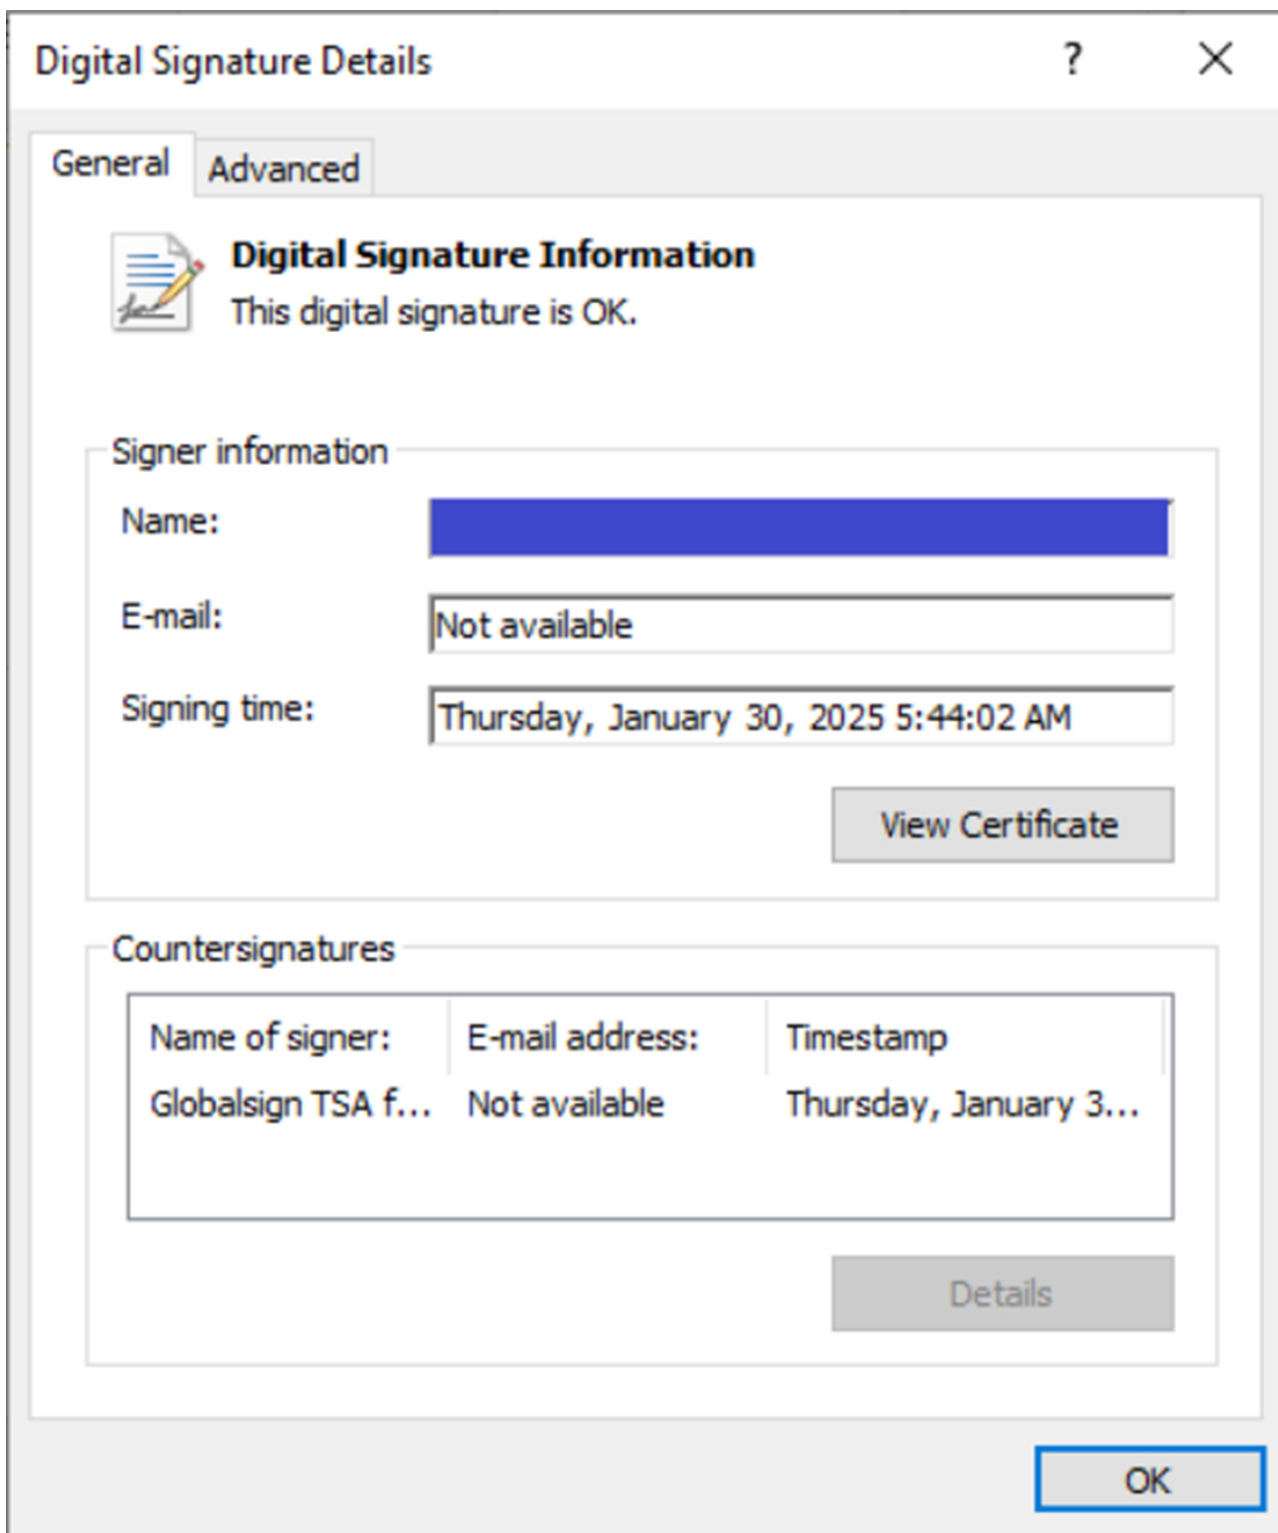 Digital Signature Details ?
General Advanced
Digital Signature Information
This digital signature is OK.
Signer information
Name:
E-mail: Not available
Signing time: Thursday, January 30, 2025 5:44:02 AM
View Certificate
Countersignatures
Name of signer: E-mail address: Timestamp
Globalsign TSA f... Not available Thursday, January 3...
Details
OK